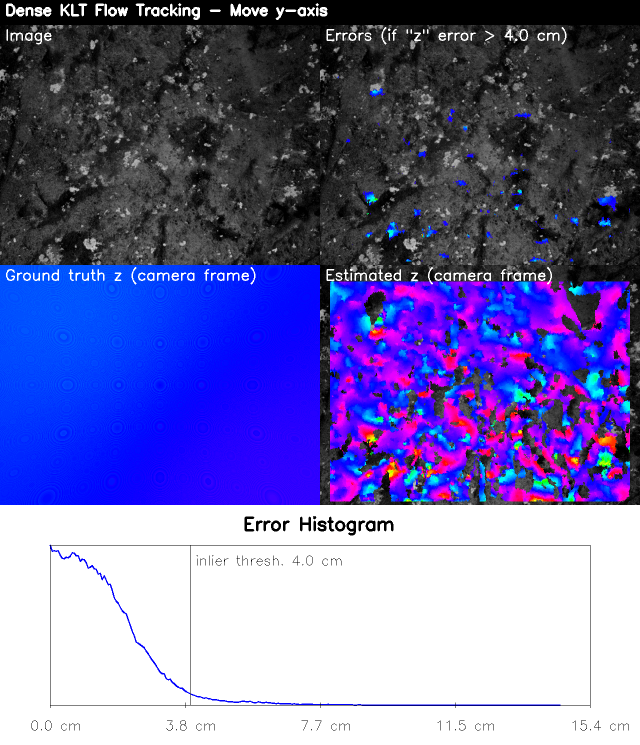 Dense KLT Flow Tracking - Move y-axis
Image
Errors (if "z" error > 4.0 cm)
Ground truth z (camera frame)
Estimated z (camera frame)
Error Histogram
inlier thresh. 4.0 cm
0.0 cm
3.8 cm
7.7 cm
11.5 cm
15.4 cm